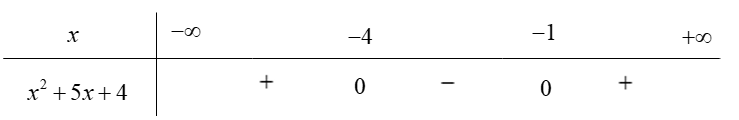 x −∞ −4 −1 +∞
x² + 5x + 4 + 0 − 0 +